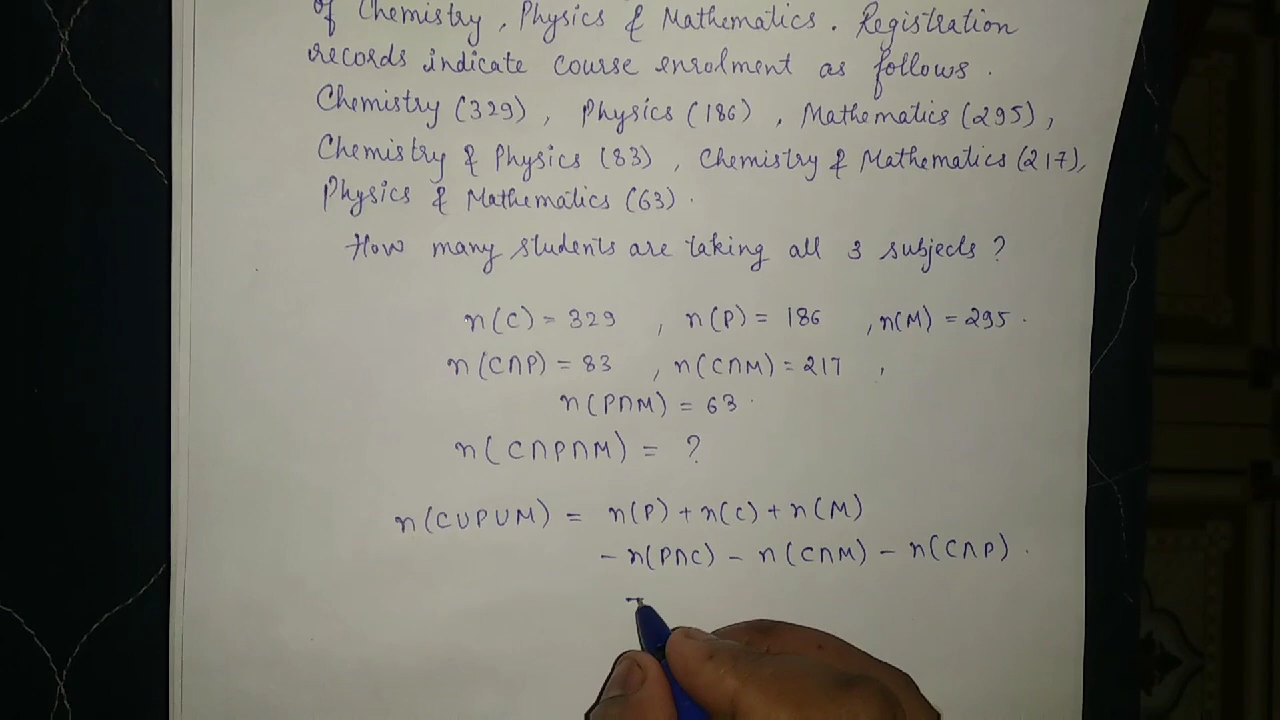 of Chemistry, Physics & Mathematics. Registration
records indicate course enrolment as follows.
Chemistry (329), Physics (186), Mathematics (295),
Chemistry & Physics (83), Chemistry & Mathematics (217),
Physics & Mathematics (63).
How many students are taking all 3 subjects?
n(C) = 329, n(P) = 186, n(M) = 295.
n(C∩P) = 83, n(C∩M) = 217,
n(P∩M) = 63.
n(C∩P∩M) = ?
n(C∪P∪M) = n(P) + n(C) + n(M)
- n(P∩C) - n(C∩M) - n(C∩P).